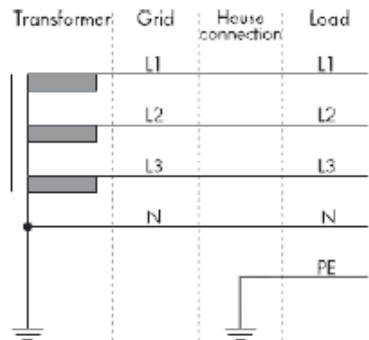 Transformer Grid House connection Load
L1 L1
L2 L2
L3 L3
N N
PE